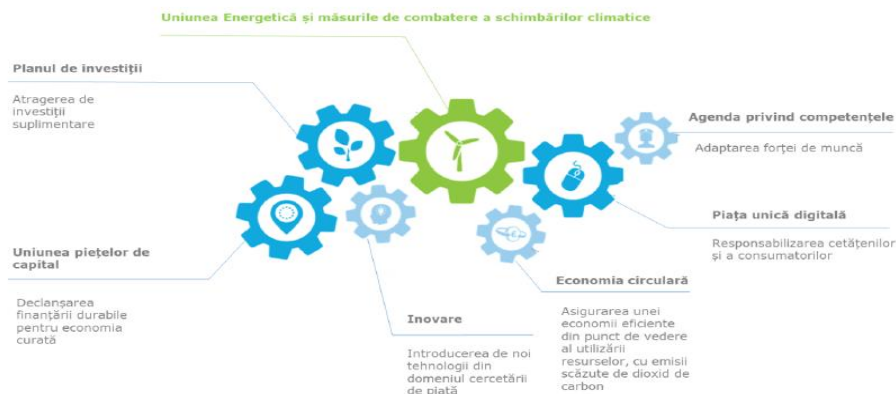 Uniunea Energetică și măsurile de combatere a schimbărilor climatice
Planul de investiții
Atragerea de
investiții
suplimentare
Agenda privind competențele
Adaptarea forței de muncă
Piața unică digitală
Responsabilizarea cetățenilor
și a consumatorilor
Uniunea piețelor de
capital
Declanșarea
finanțării durabile
pentru economia
curată
Inovare
Introducerea de noi
tehnologii din
domeniul cercetării
de piață
Economia circulară
Asigurarea unei
economii eficiente
din punct de vedere
al utilizării
resurselor, cu emisii
scăzute de dioxid de
carbon